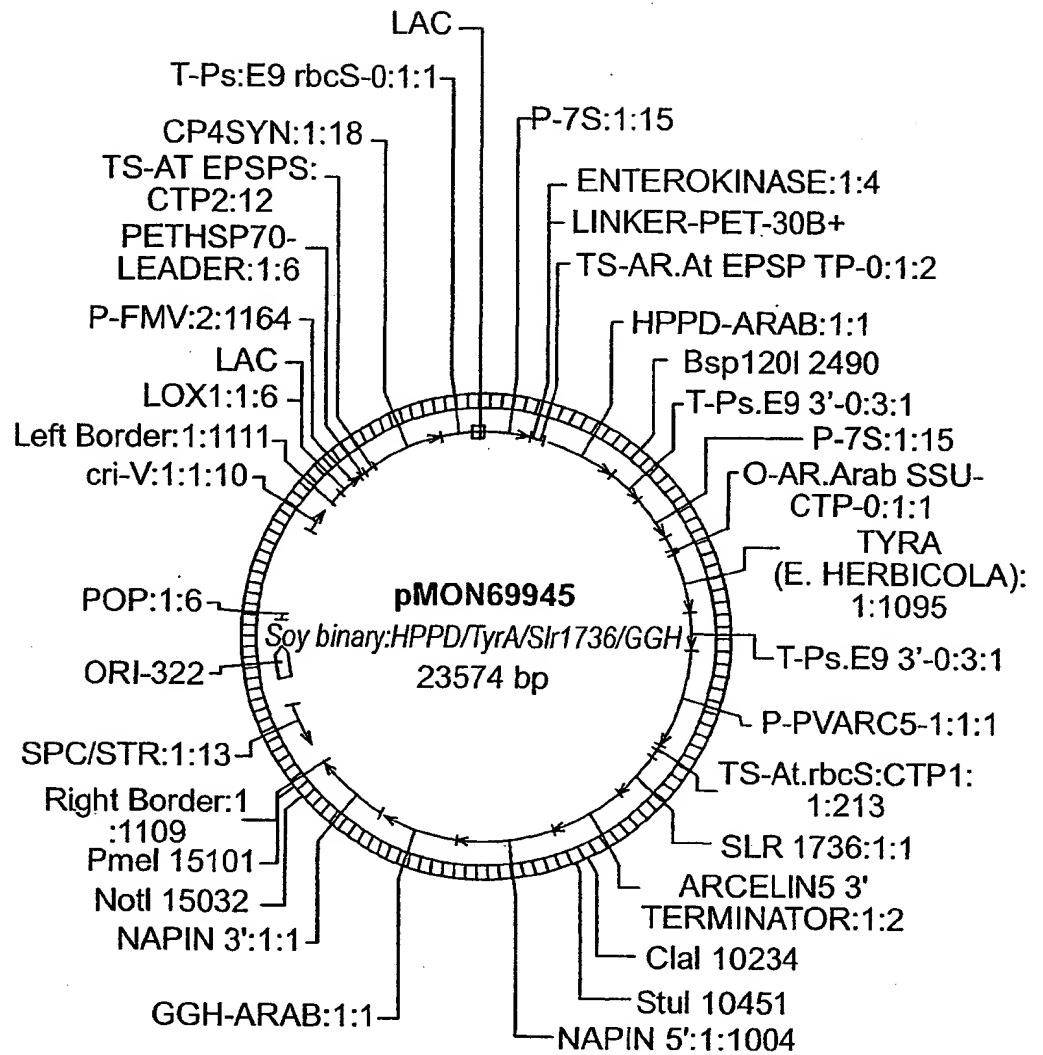 LAC
T-Ps:E9 rbcS-0:1:1
P-7S:1:15
CP4SYN:1:18
TS-AT EPSPS:
CTP2:12
ENTEROKINASE:1:4
LINKER-PET-30B+
PETHSP70-
LEADER:1:6
TS-AR.At EPSP TP-0:1:2
P-FMV:2:1164
HPPD-ARAB:1:1
LAC
Bsp120I 2490
LOX1:1:6
T-Ps.E9 3'-0:3:1
Left Border:1:1111
P-7S:1:15
cri-V:1:1:10
O-AR.Arab SSU-
CTP-0:1:1
TYRA
(E. HERBICOLA):
1:1095
POP:1:6
pMON69945
Soy binary:HPPD/TyrA/Slr1736/GGH
23574 bp
ORI-322
T-Ps.E9 3'-0:3:1
P-PVARC5-1:1:1
SPC/STR:1:13
TS-At.rbcS:CTP1:
1:213
Right Border:1
:1109
SLR 1736:1:1
PmeI 15101
NotI 15032
ARCELIN5 3'
TERMINATOR:1:2
NAPIN 3':1:1
ClaI 10234
StuI 10451
GGH-ARAB:1:1
NAPIN 5':1:1004